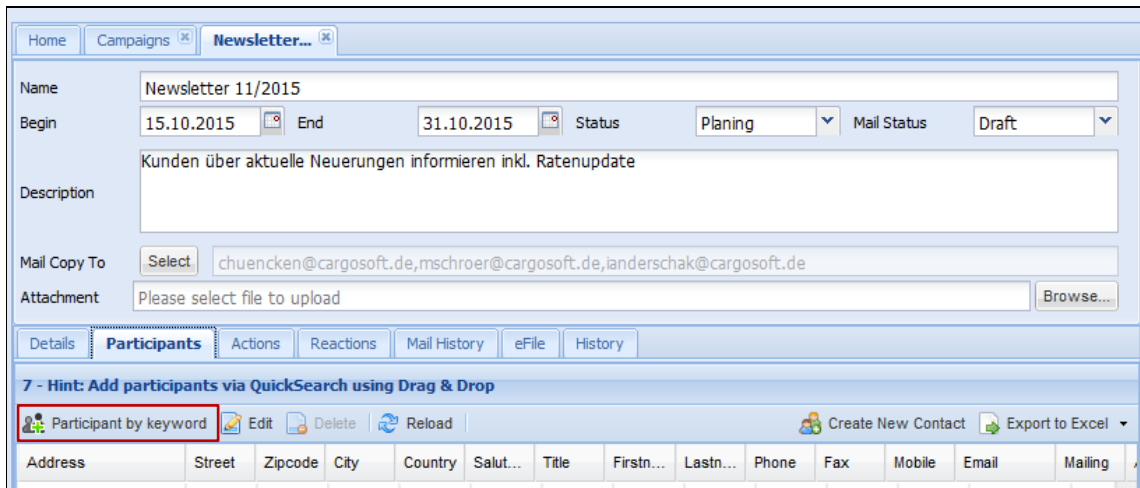 Home Campaigns Newsletter...
Name Newsletter 11/2015
Begin 15.10.2015 End 31.10.2015 Status Planing Mail Status Draft
Kunden über aktuelle Neuerungen informieren inkl. Ratenupdate
Description
Mail Copy To Select chuencken@cargosoft.de,mschroer@cargosoft.de,ianderschak@cargosoft.de
Attachment Please select file to upload Browse...
Details Participants Actions Reactions Mail History eFile History
7 - Hint: Add participants via QuickSearch using Drag & Drop
Participant by keyword Edit Delete Reload Create New Contact Export to Excel
Address Street Zipcode City Country Salut... Title Firstn... Lastn... Phone Fax Mobile Email Mailing